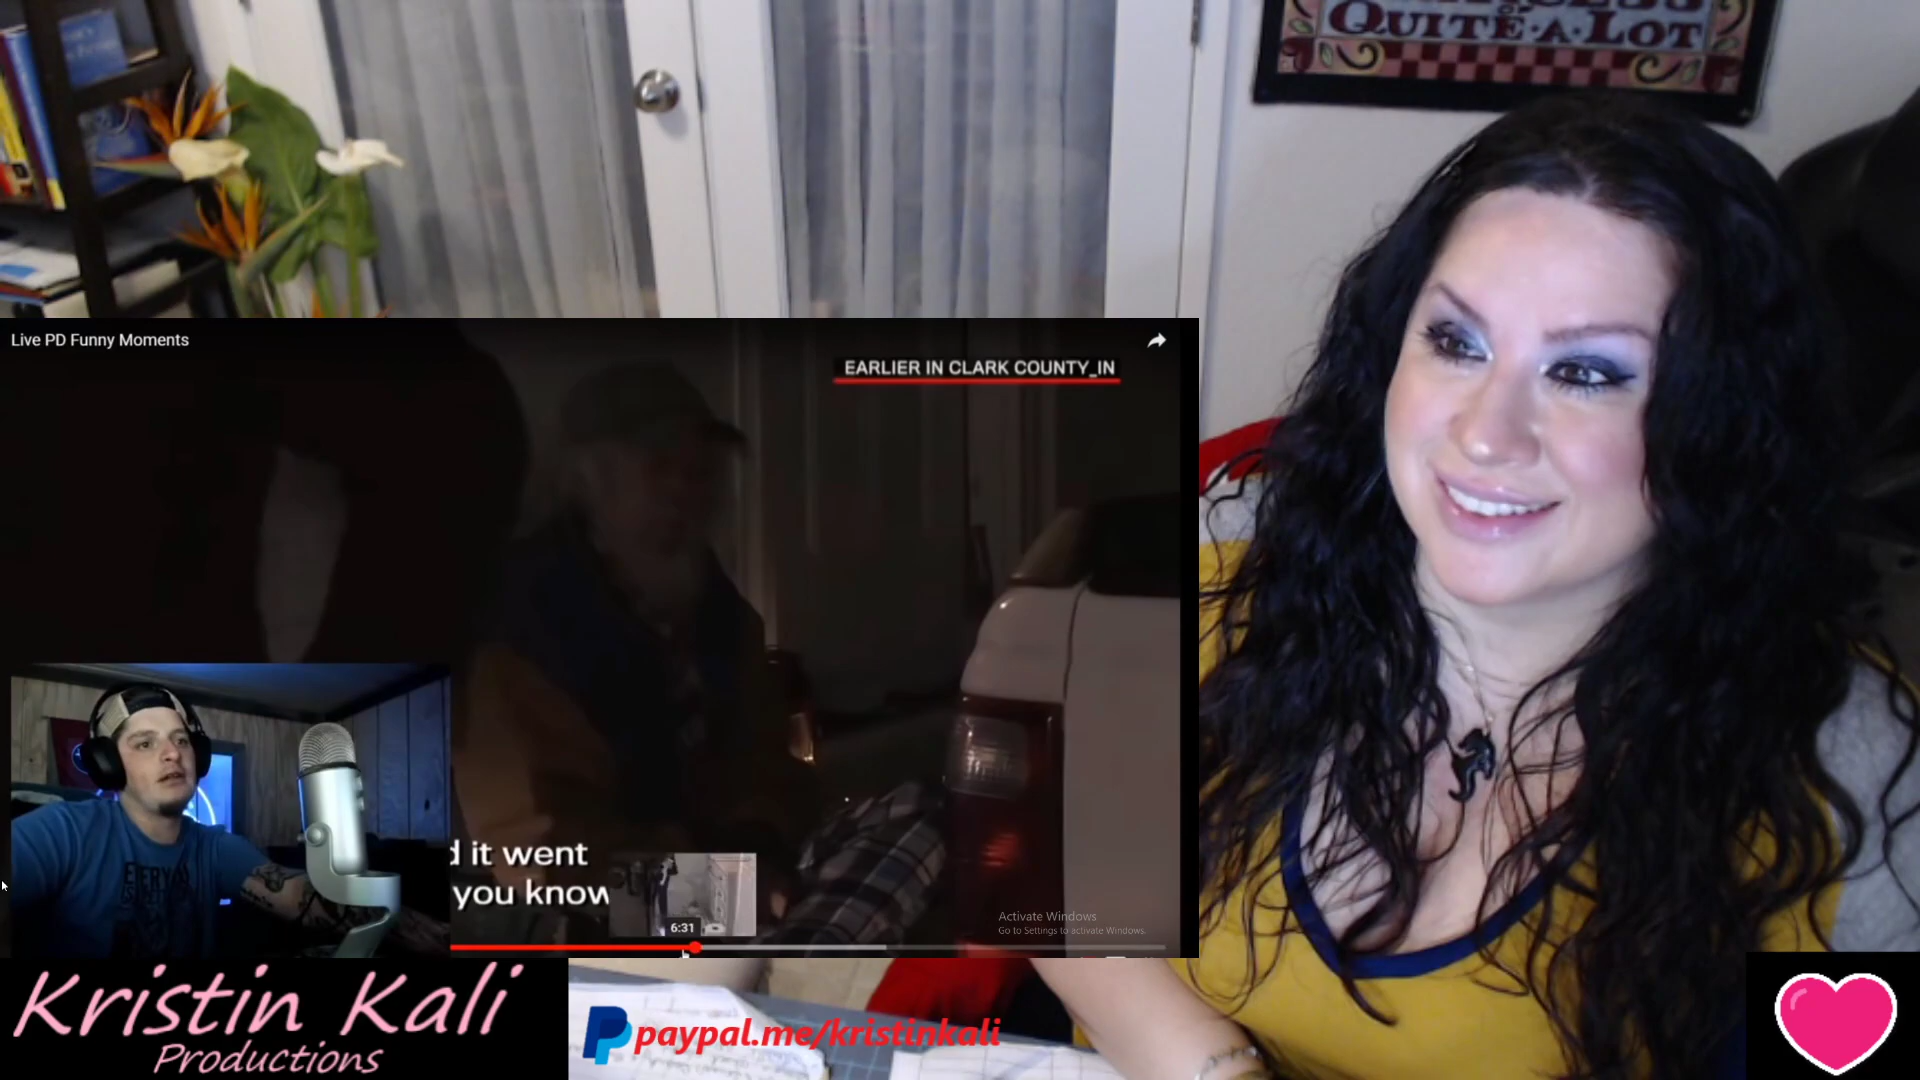 QUITE·A·LOT
Live PD Funny Moments
EARLIER IN CLARK COUNTY_IN
d it went
you know
6:31
Activate Windows
Go to Settings to activate Windows.
Kristin Kali
Productions
paypal.me/kristinkali